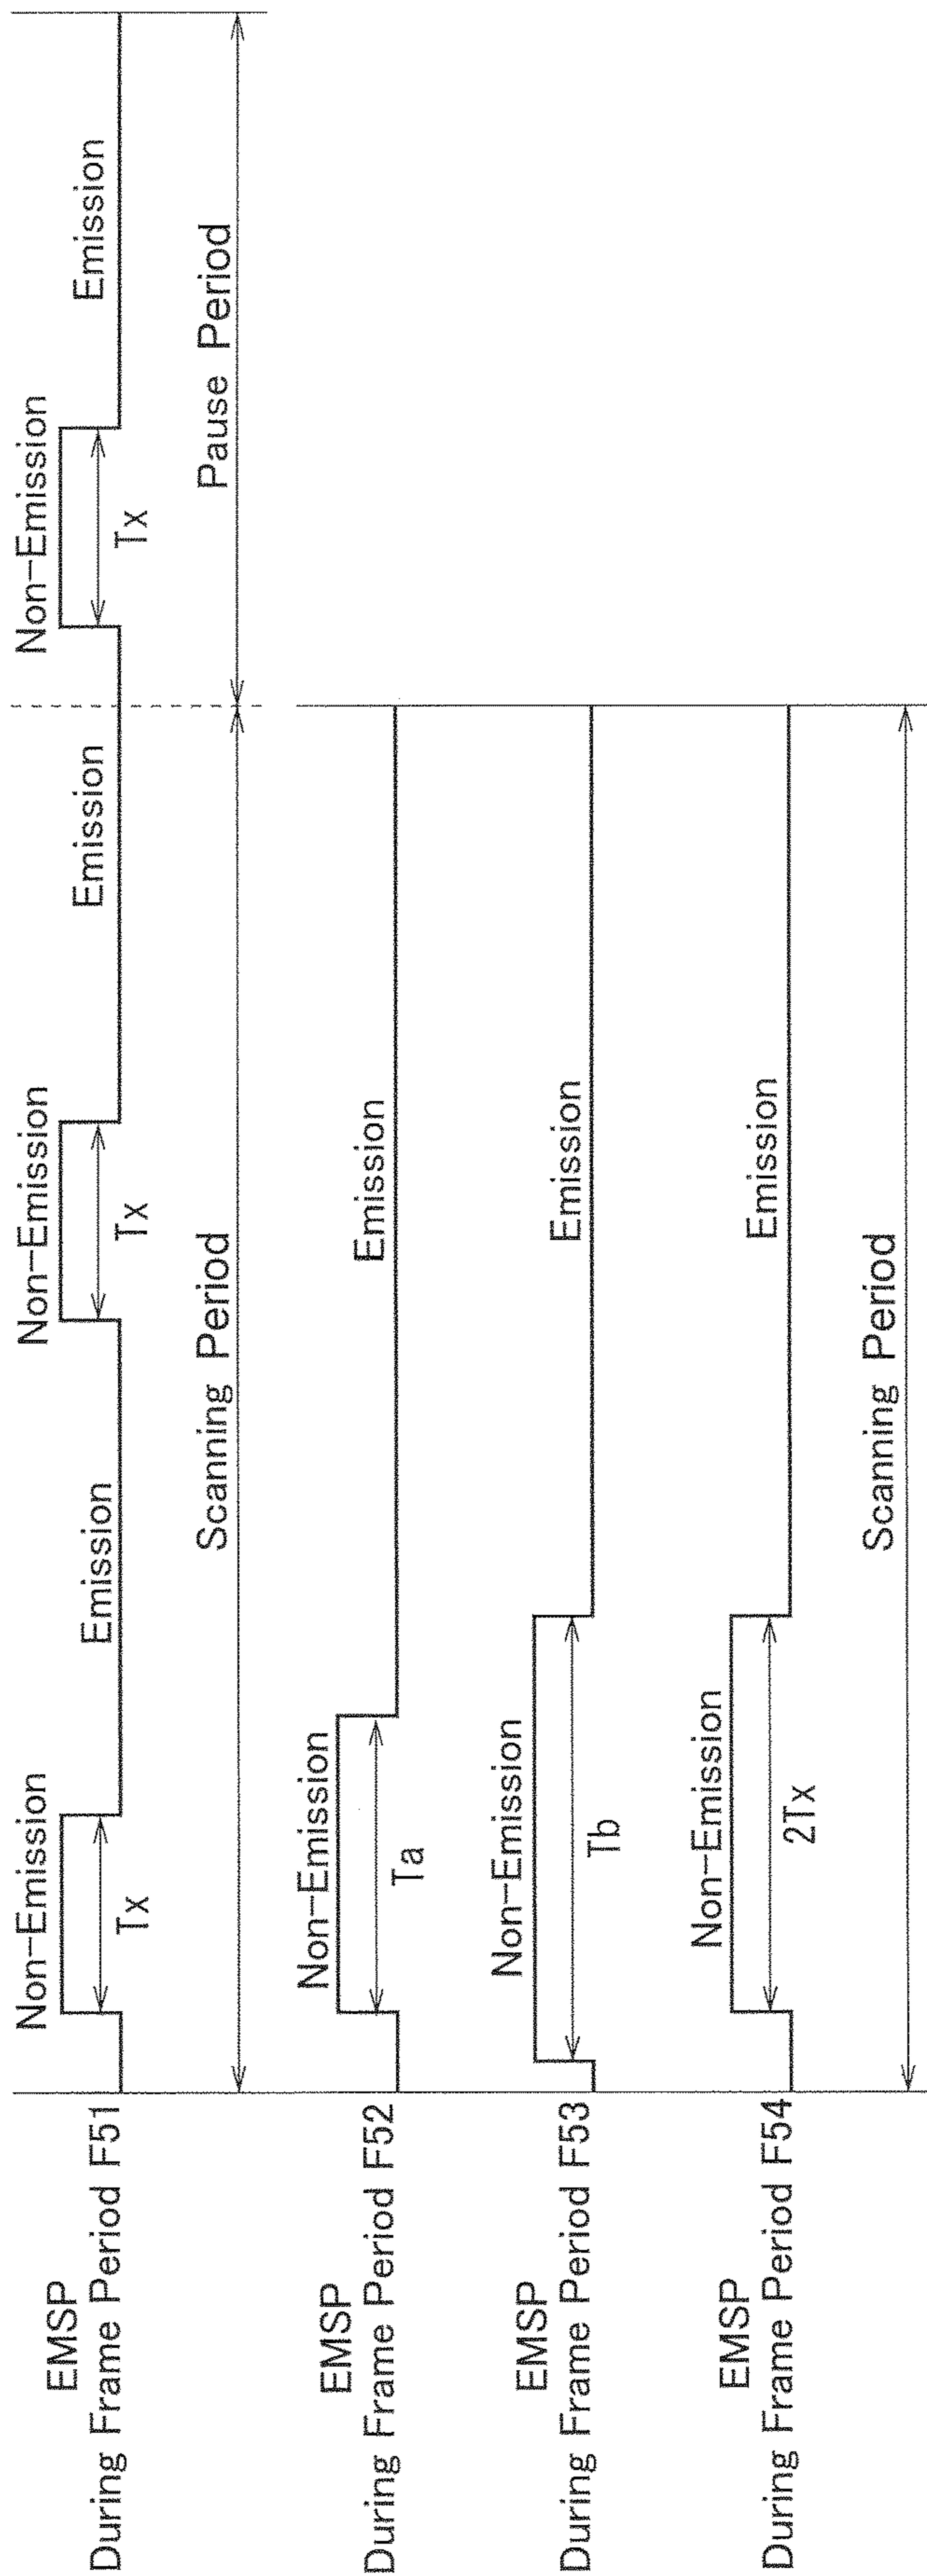 EMSP
During Frame Period F51
Non-Emission
Tx
Emission
Non-Emission
Tx
Emission
Non-Emission
Tx
Emission
Scanning Period
Pause Period
EMSP
During Frame Period F52
Non-Emission
Ta
Emission
EMSP
During Frame Period F53
Non-Emission
Tb
Emission
EMSP
During Frame Period F54
Non-Emission
2Tx
Emission
Scanning Period